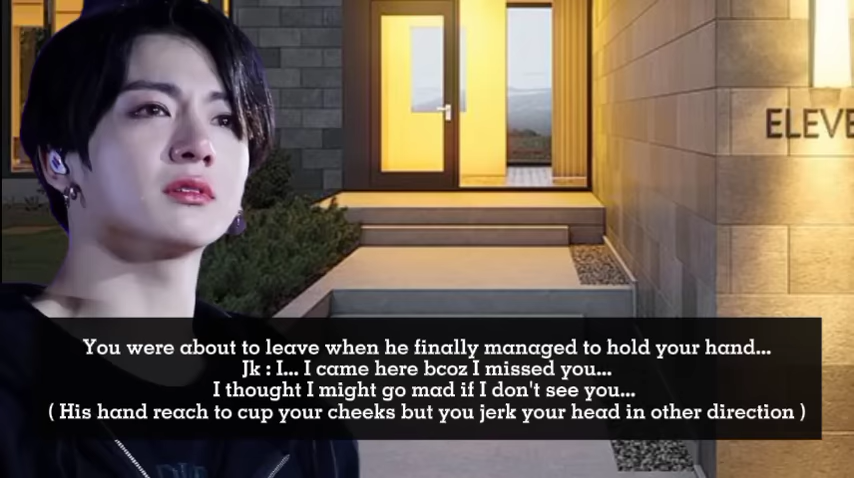 ELEVE
You were about to leave when he finally managed to hold your hand...
Jk : I... I came here bcoz I missed you...
I thought I might go mad if I don't see you...
( His hand reach to cup your cheeks but you jerk your head in other direction )